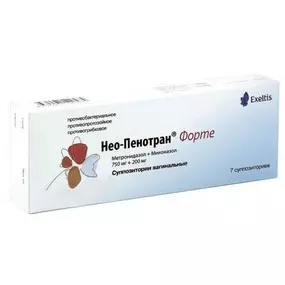 Exeltis
противобактериальное
противопротозойное
противогрибковое
Нео-Пенотран® Форте
Метронидазол + Миконазол
750 мг + 200 мг
Суппозитории вагинальные
7 суппозиториев